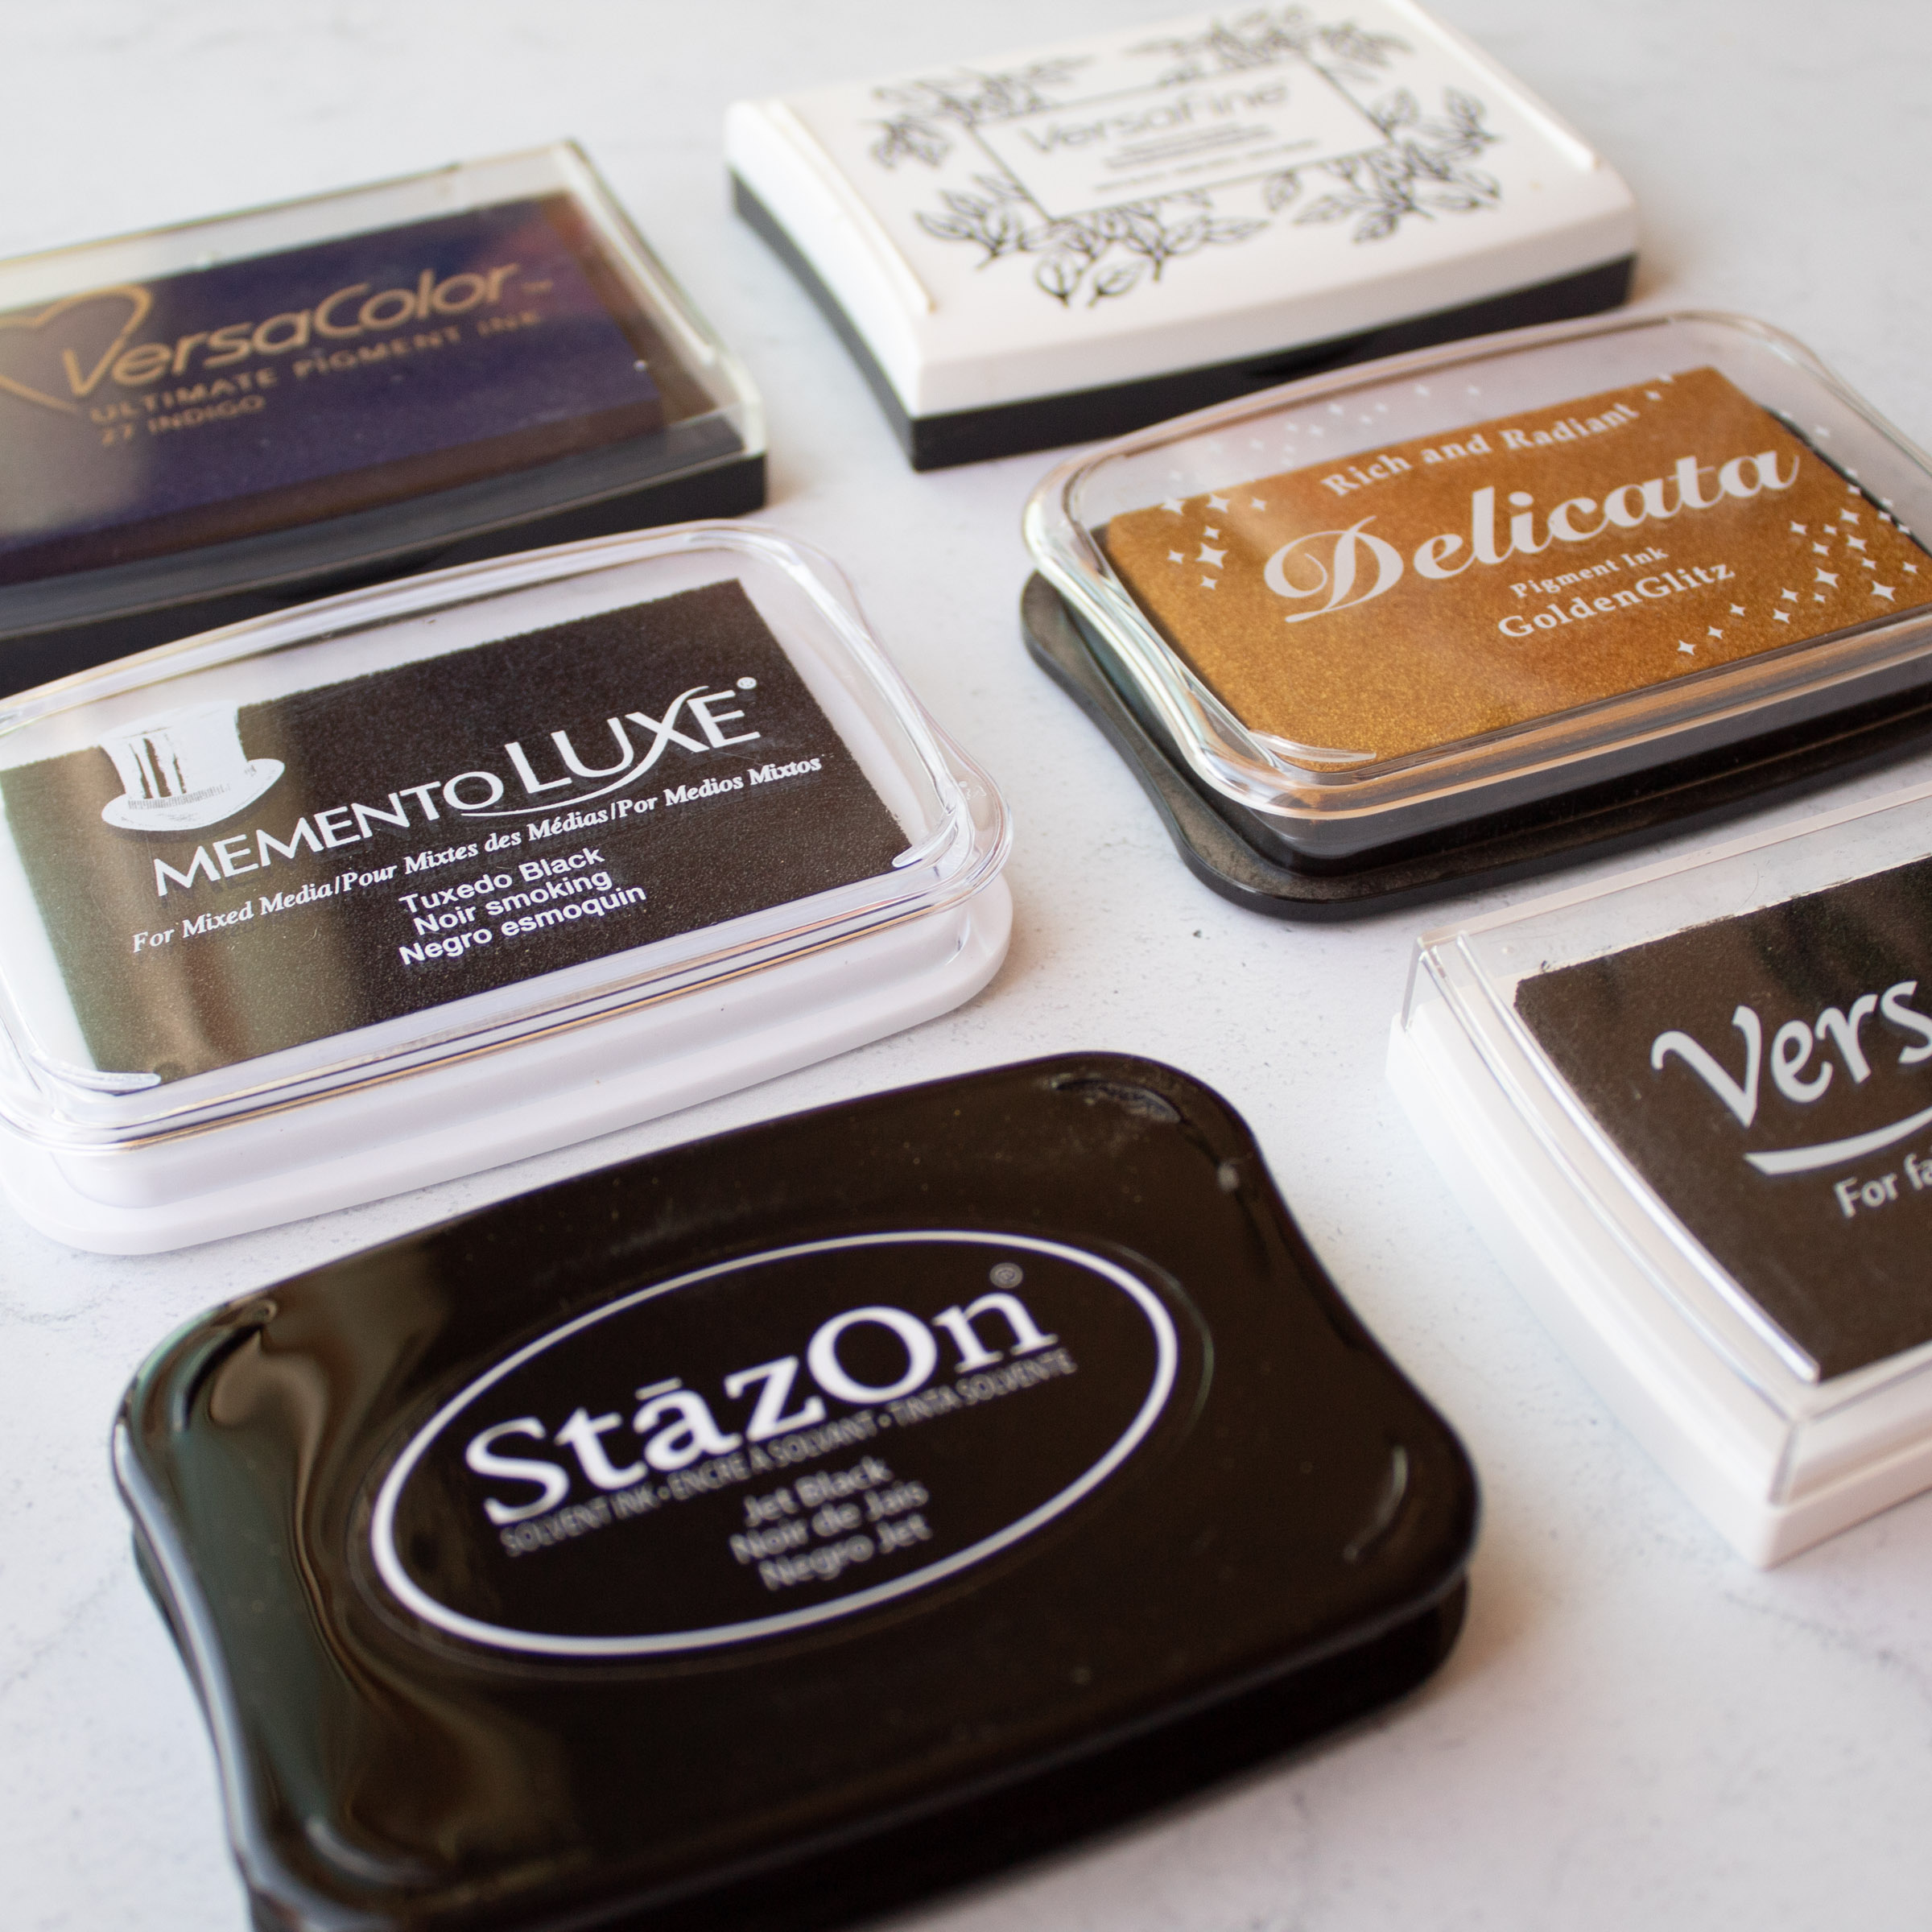 VersaFine
VersaColor™
ULTIMATE PIGMENT INK
27 INDIGO
Rich and Radiant
Delicata
Pigment Ink
GoldenGlitz
MEMENTO LUXE®
For Mixed Media/Pour Mixtes des Médias/Por Medios Mixtos
Tuxedo Black
Noir smoking
Negro esmoquin
Vers
For fa
StāzOn®
SOLVENT INK • ENCRE À SOLVANT • TINTA SOLVENTE
Jet Black
Noir de Jais
Negro Jet